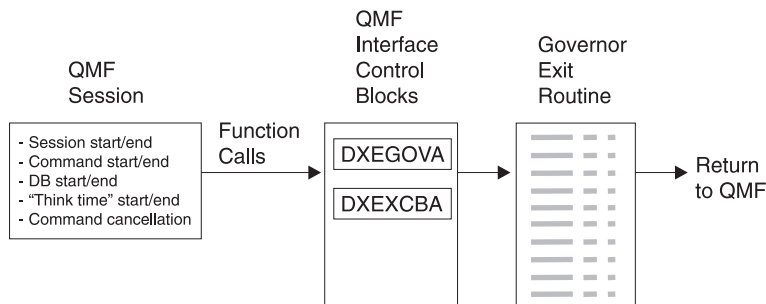 QMF
Session
- Session start/end
- Command start/end
- DB start/end
- “Think time” start/end
- Command cancellation
Function
Calls
QMF
Interface
Control
Blocks
DXEGOVA
DXEXCBA
Governor
Exit
Routine
Return
to QMF